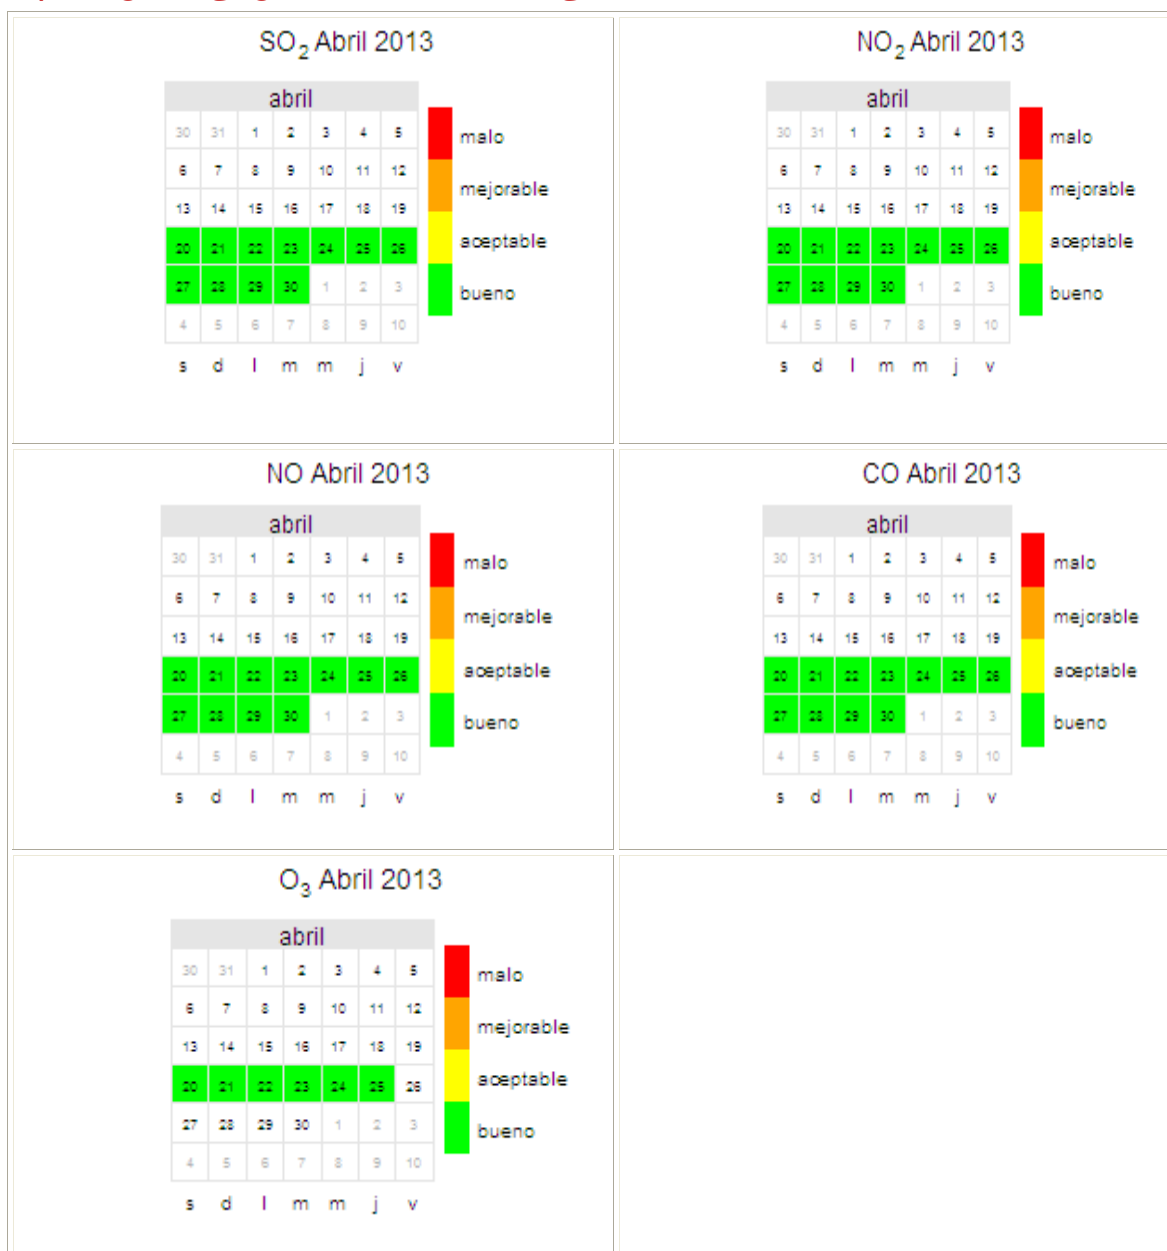 SO2 Abril 2013
abril
30 31 1 2 3 4 5
malo
6 7 8 9 10 11 12
mejorable
13 14 15 16 17 18 19
20 21 22 23 24 25 26
aceptable
27 28 29 30 1 2 3
bueno
4 5 6 7 8 9 10
s d l m m j v
NO2 Abril 2013
abril
30 31 1 2 3 4 5
malo
6 7 8 9 10 11 12
mejorable
13 14 15 16 17 18 19
20 21 22 23 24 25 26
aceptable
27 28 29 30 1 2 3
bueno
4 5 6 7 8 9 10
s d l m m j v
NO Abril 2013
abril
30 31 1 2 3 4 5
malo
6 7 8 9 10 11 12
mejorable
13 14 15 16 17 18 19
20 21 22 23 24 25 26
aceptable
27 28 29 30 1 2 3
bueno
4 5 6 7 8 9 10
s d l m m j v
CO Abril 2013
abril
30 31 1 2 3 4 5
malo
6 7 8 9 10 11 12
mejorable
13 14 15 16 17 18 19
20 21 22 23 24 25 26
aceptable
27 28 29 30 1 2 3
bueno
4 5 6 7 8 9 10
s d l m m j v
O3 Abril 2013
abril
30 31 1 2 3 4 5
malo
6 7 8 9 10 11 12
mejorable
13 14 15 16 17 18 19
20 21 22 23 24 25 26
aceptable
27 28 29 30 1 2 3
bueno
4 5 6 7 8 9 10
s d l m m j v